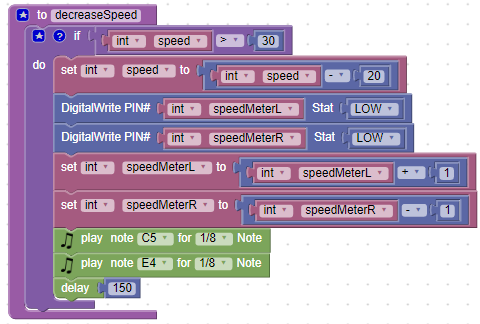 to decreaseSpeed
? if int speed > 30
do set int speed to int speed - 20
DigitalWrite PIN# int speedMeterL Stat LOW
DigitalWrite PIN# int speedMeterR Stat LOW
set int speedMeterL to int speedMeterL + 1
set int speedMeterR to int speedMeterR - 1
play note C5 for 1/8 Note
play note E4 for 1/8 Note
delay 150